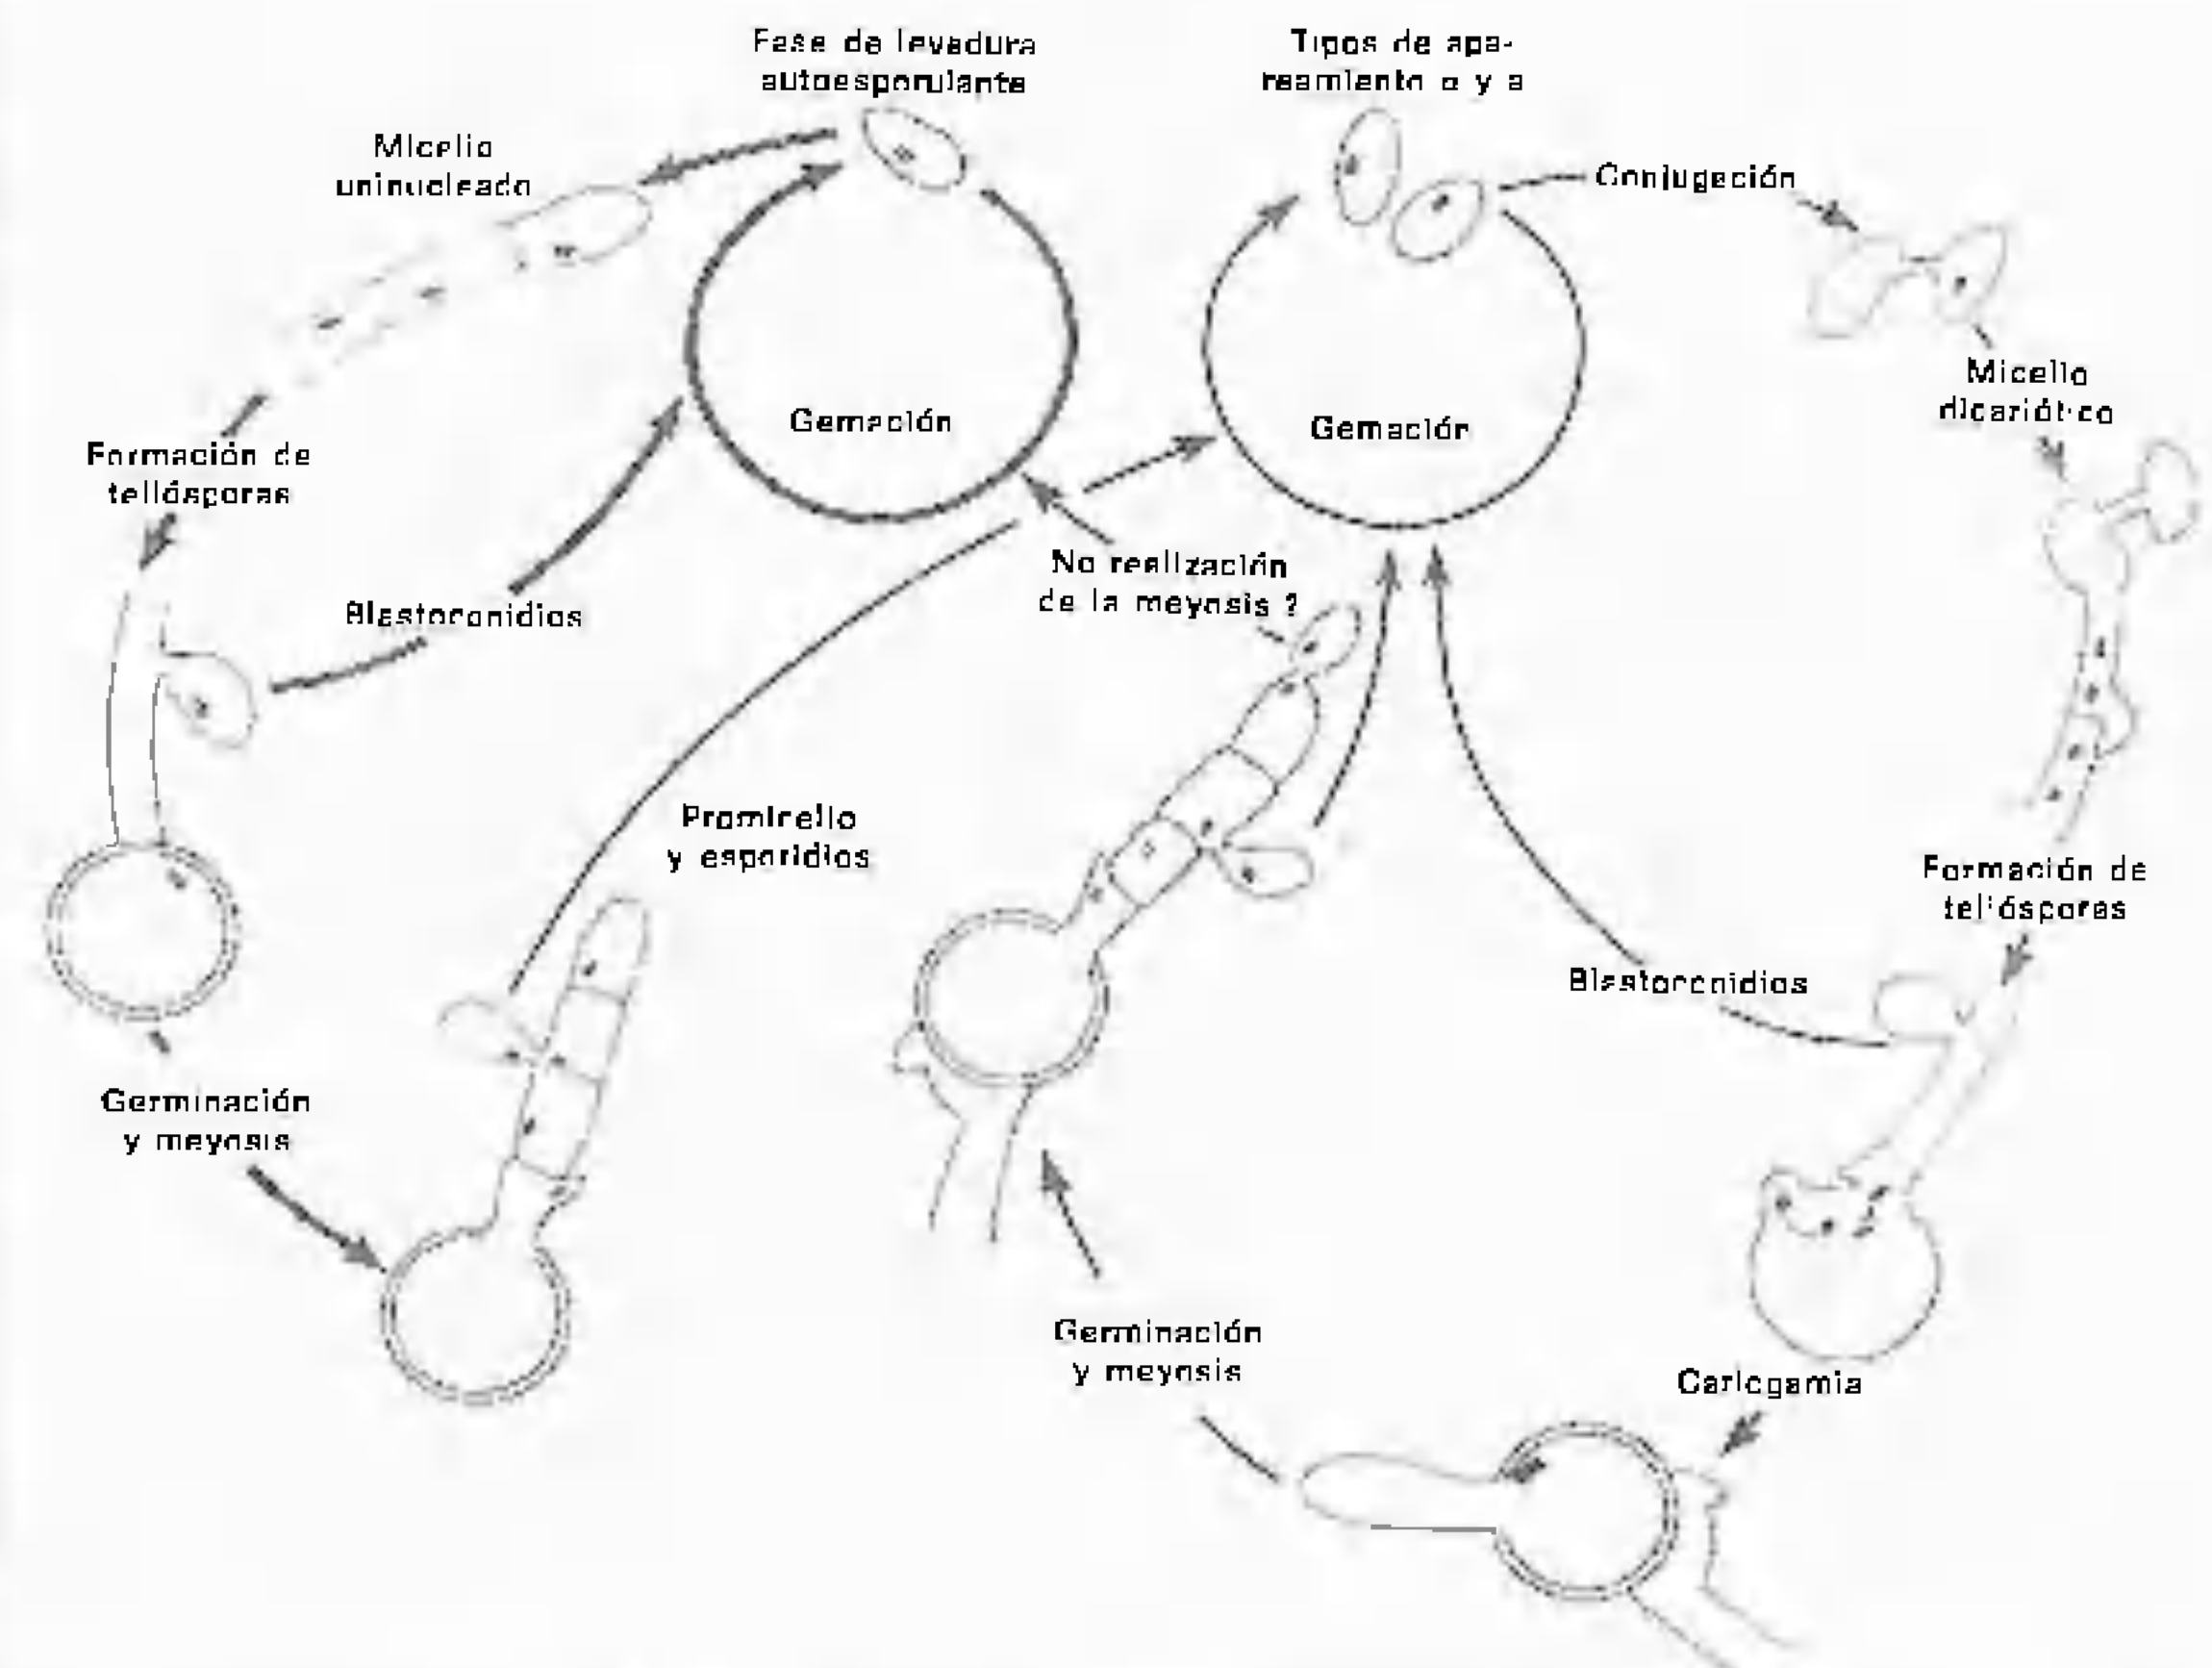 Fase de levadura
autoesporulante
Tipos de apa-
reamiento α y a
Micelio
uninucleado
Conjugación
Micelio
dicariótico
Gemación
Gemación
Formación de
teliósporas
No realización
de la meyosis ?
Blastoconidios
Promicelio
y esporidios
Formación de
teliósporas
Blastoconidios
Germinación
y meyosis
Germinación
y meyosis
Cariogamia